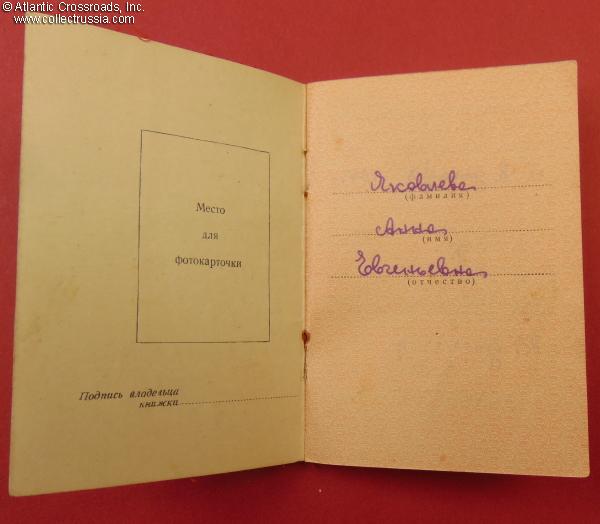 © Atlantic Crossroads, Inc.
www.collectrussia.com
Место
для
фотокарточки
Подпись владельца
книжки
Яковлева
(фамилия)
Анна
(имя)
Евгеньевна
(отчество)